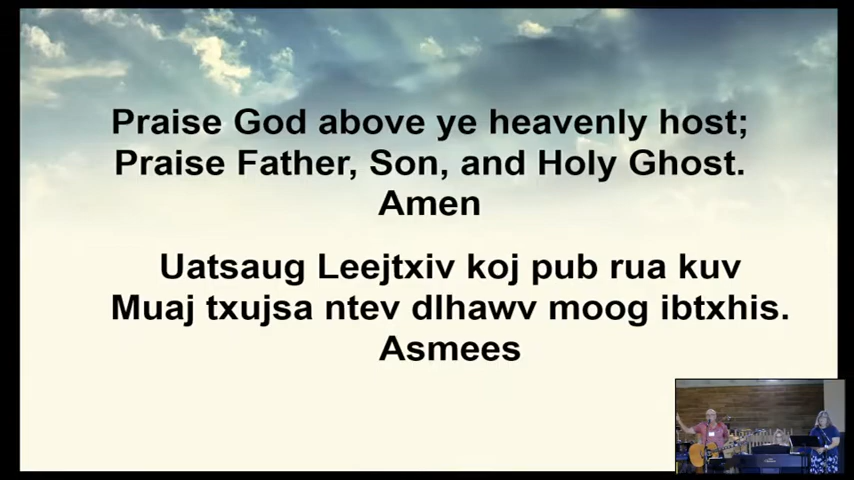 Praise God above ye heavenly host;
Praise Father, Son, and Holy Ghost.
Amen
Uatsaug Leejtxiv koj pub rua kuv
Muaj txujsa ntev dlhawv moog ibtxhis.
Asmees